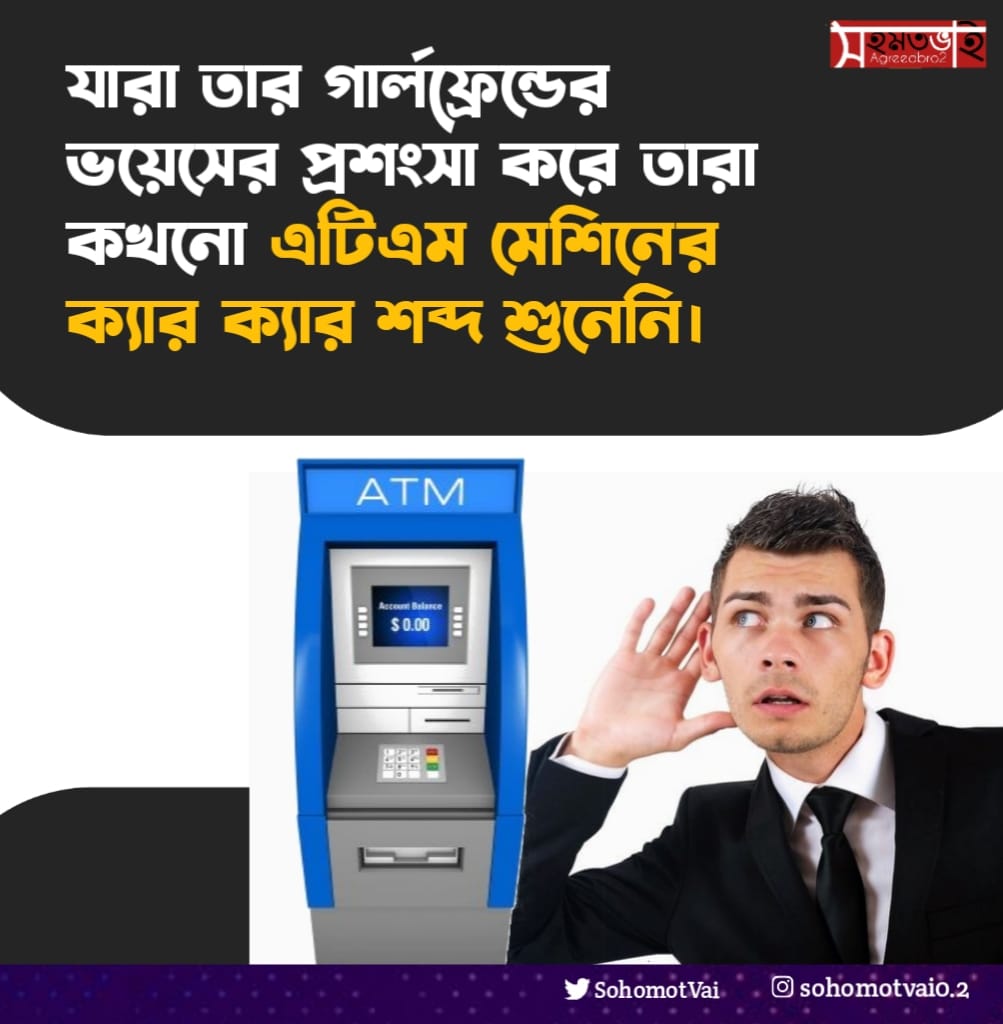 সহমতভাই
Agreeabro2
যারা তার গার্লফ্রেন্ডের
ভয়েসের প্রশংসা করে তারা
কখনো এটিএম মেশিনের
ক্যার ক্যার শব্দ শুনেনি।
ATM
Account Balance
$ 0.00
SohomotVai
sohomotvai0.2